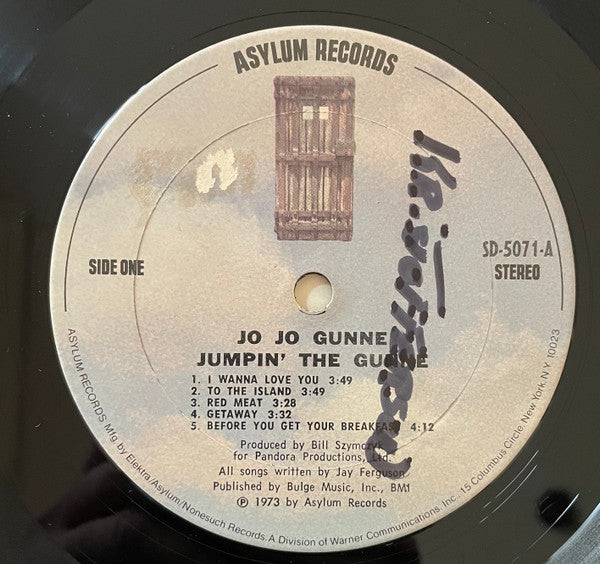 ASYLUM RECORDS
SIDE ONE
SD-5071-A
STEREO
JO JO GUNNE
JUMPIN' THE GUNNE
1. I WANNA LOVE YOU 3:49
2. TO THE ISLAND 3:49
3. RED MEAT 3:28
4. GETAWAY 3:32
5. BEFORE YOU GET YOUR BREAKFAST 4:12
Produced by Bill Szymczyk
for Pandora Productions, Ltd.
All songs written by Jay Ferguson
Published by Bulge Music, Inc., BMI
℗ 1973 by Asylum Records
ASYLUM RECORDS Mfg. by Elektra/Asylum/Nonesuch Records. A Division of Warner Communications, Inc. 15 Columbus Circle, New York, N.Y. 10023